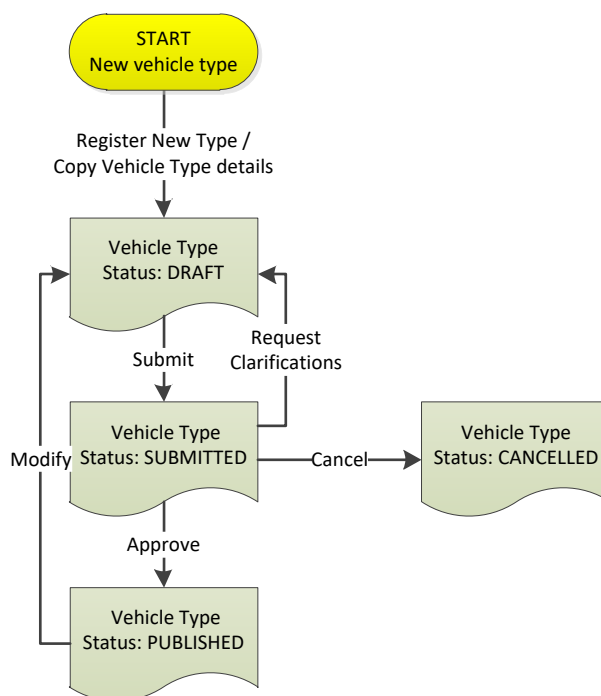 START
New vehicle type
Register New Type /
Copy Vehicle Type details
Vehicle Type
Status: DRAFT
Submit
Request
Clarifications
Vehicle Type
Status: SUBMITTED
Modify
Cancel
Vehicle Type
Status: CANCELLED
Approve
Vehicle Type
Status: PUBLISHED